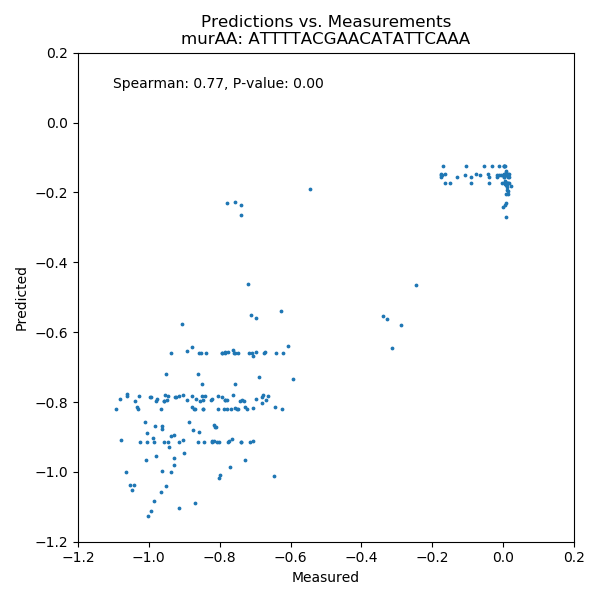 Predictions vs. Measurements
murAA: ATTTTACGAACATATTCAAA
Spearman: 0.77, P-value: 0.00
Predicted
0.2
0.0
−0.2
−0.4
−0.6
−0.8
−1.0
−1.2
−1.2 −1.0 −0.8 −0.6 −0.4 −0.2 0.0 0.2
Measured